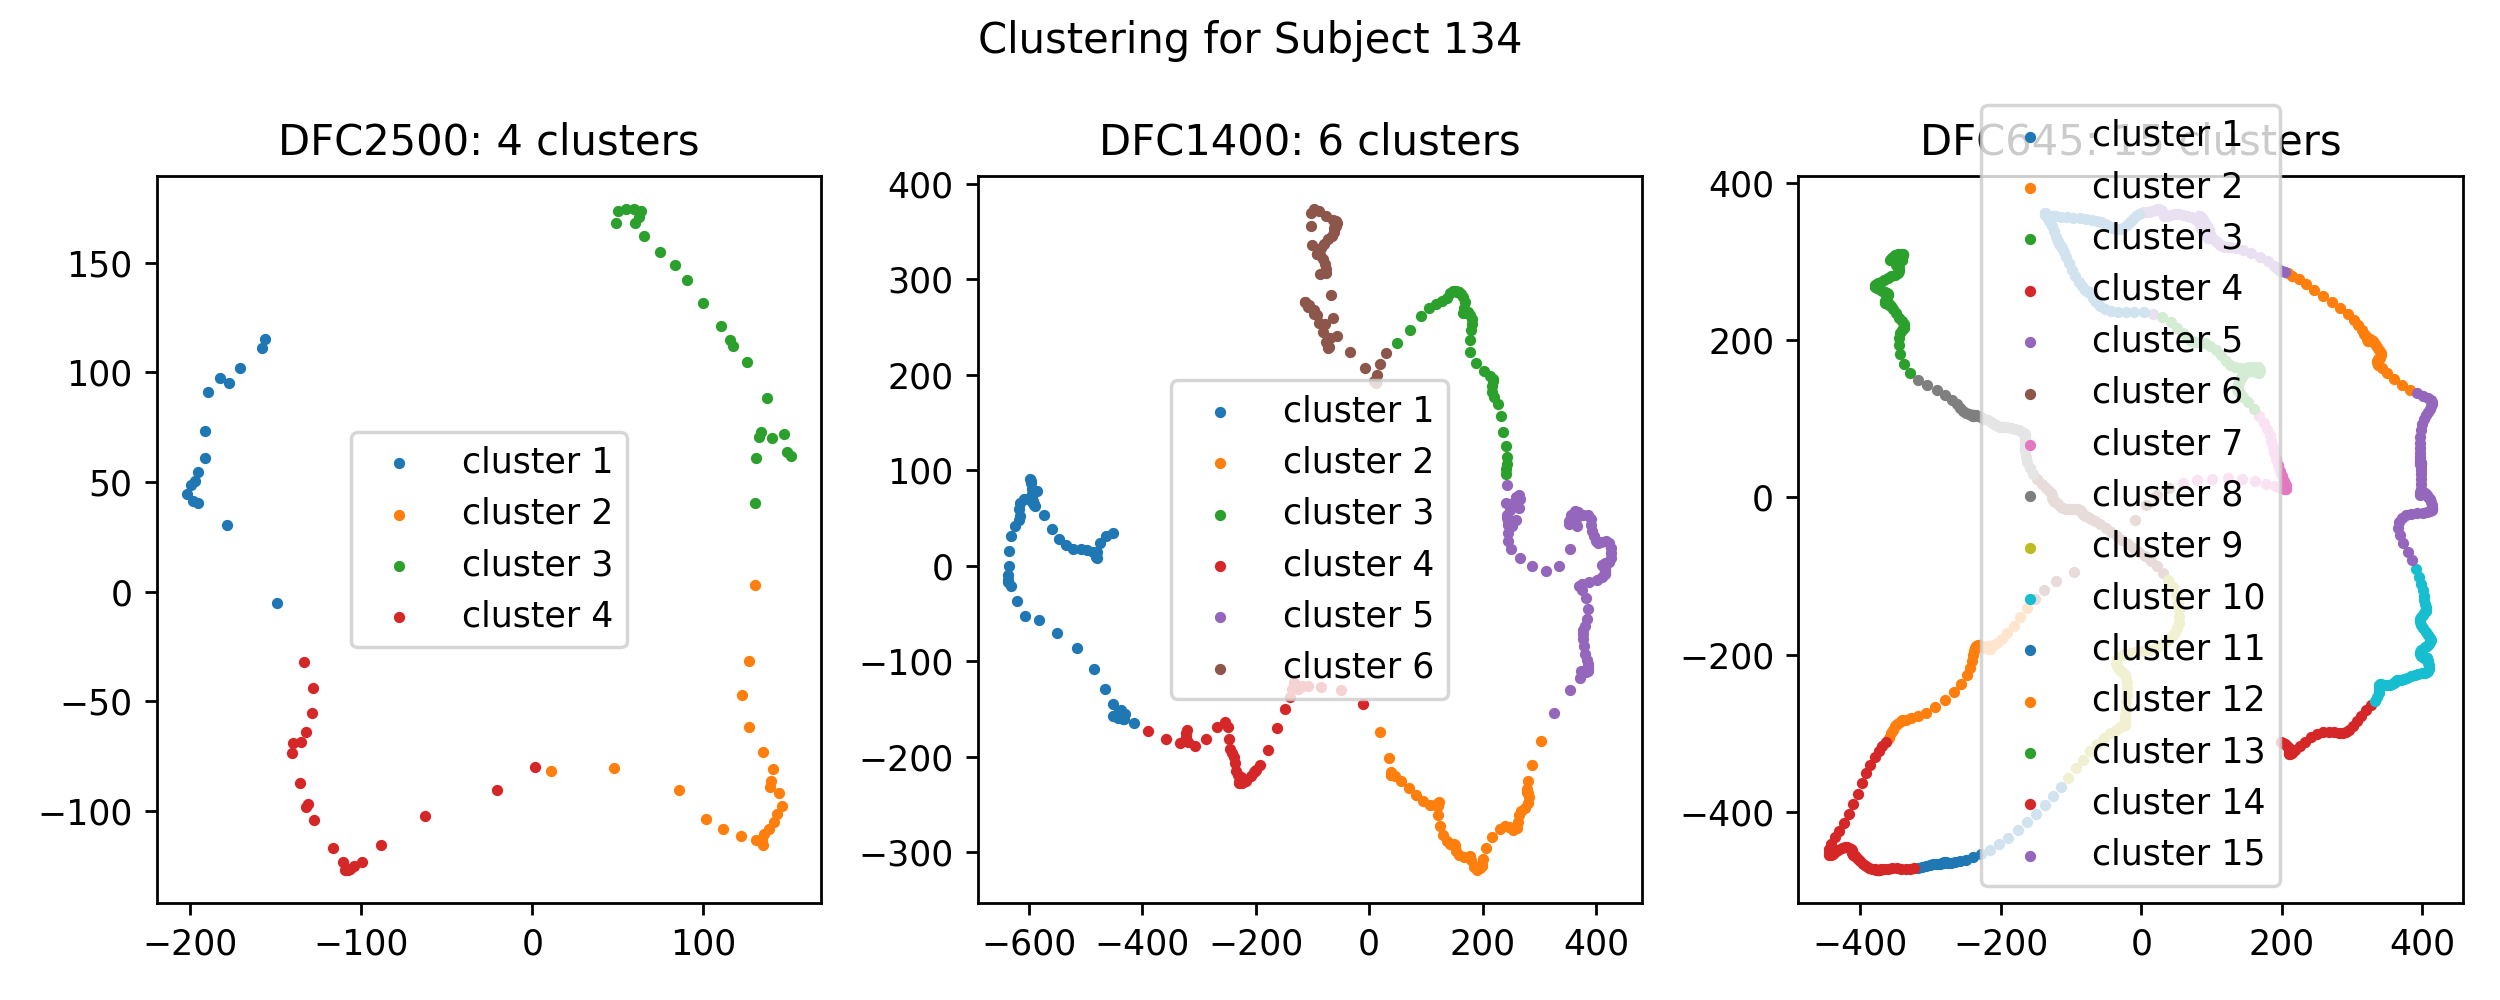 Clustering for Subject 134
DFC2500: 4 clusters
150
100
50
0
−50
−100
−200
−100
0
100
cluster 1
cluster 2
cluster 3
cluster 4
DFC1400: 6 clusters
400
300
200
100
0
−100
−200
−300
−600
−400
−200
0
200
400
cluster 1
cluster 2
cluster 3
cluster 4
cluster 5
cluster 6
DFC645: 15 clusters
400
200
0
−200
−400
−400
−200
0
200
400
cluster 1
cluster 2
cluster 3
cluster 4
cluster 5
cluster 6
cluster 7
cluster 8
cluster 9
cluster 10
cluster 11
cluster 12
cluster 13
cluster 14
cluster 15